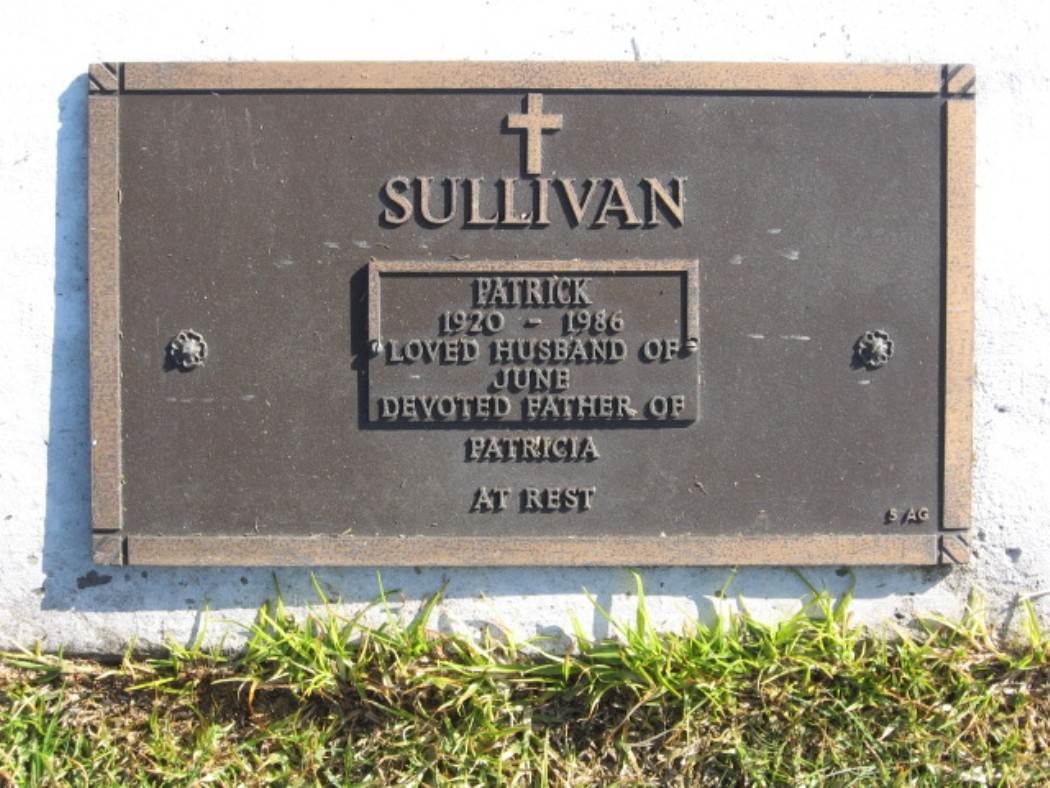 SULLIVAN
PATRICK
1920 - 1986
LOVED HUSBAND OF
JUNE
DEVOTED FATHER OF
PATRICIA
AT REST
5 AG